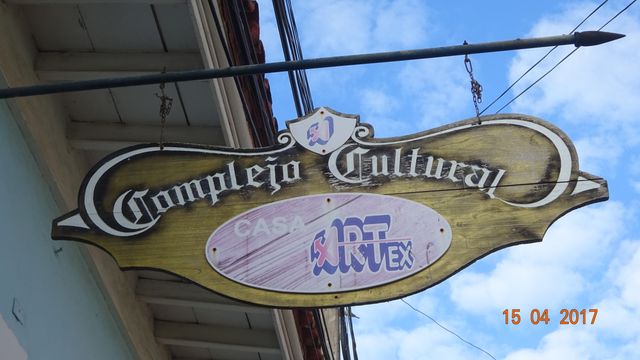 Complejo Cultural
CASA
ARTEX
15 04 2017